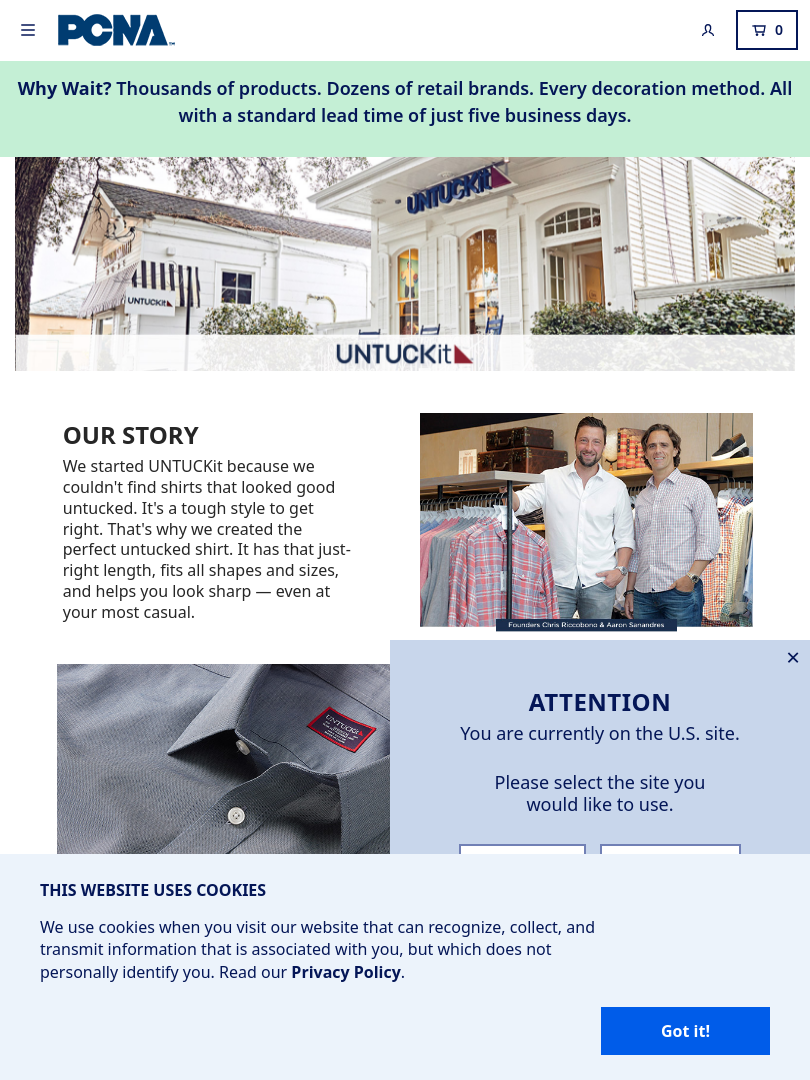 PCNA
0
Why Wait? Thousands of products. Dozens of retail brands. Every decoration method. All
with a standard lead time of just five business days.
UNTUCKit
3943
UNTUCKit
UNTUCKit
OUR STORY
We started UNTUCKit because we
couldn't find shirts that looked good
untucked. It's a tough style to get
right. That's why we created the
perfect untucked shirt. It has that just-
right length, fits all shapes and sizes,
and helps you look sharp — even at
your most casual.
Founders Chris Riccobono & Aaron Sanandres
UNTUCKit
ATTENTION
You are currently on the U.S. site.
Please select the site you
would like to use.
THIS WEBSITE USES COOKIES
We use cookies when you visit our website that can recognize, collect, and
transmit information that is associated with you, but which does not
personally identify you. Read our Privacy Policy.
Got it!